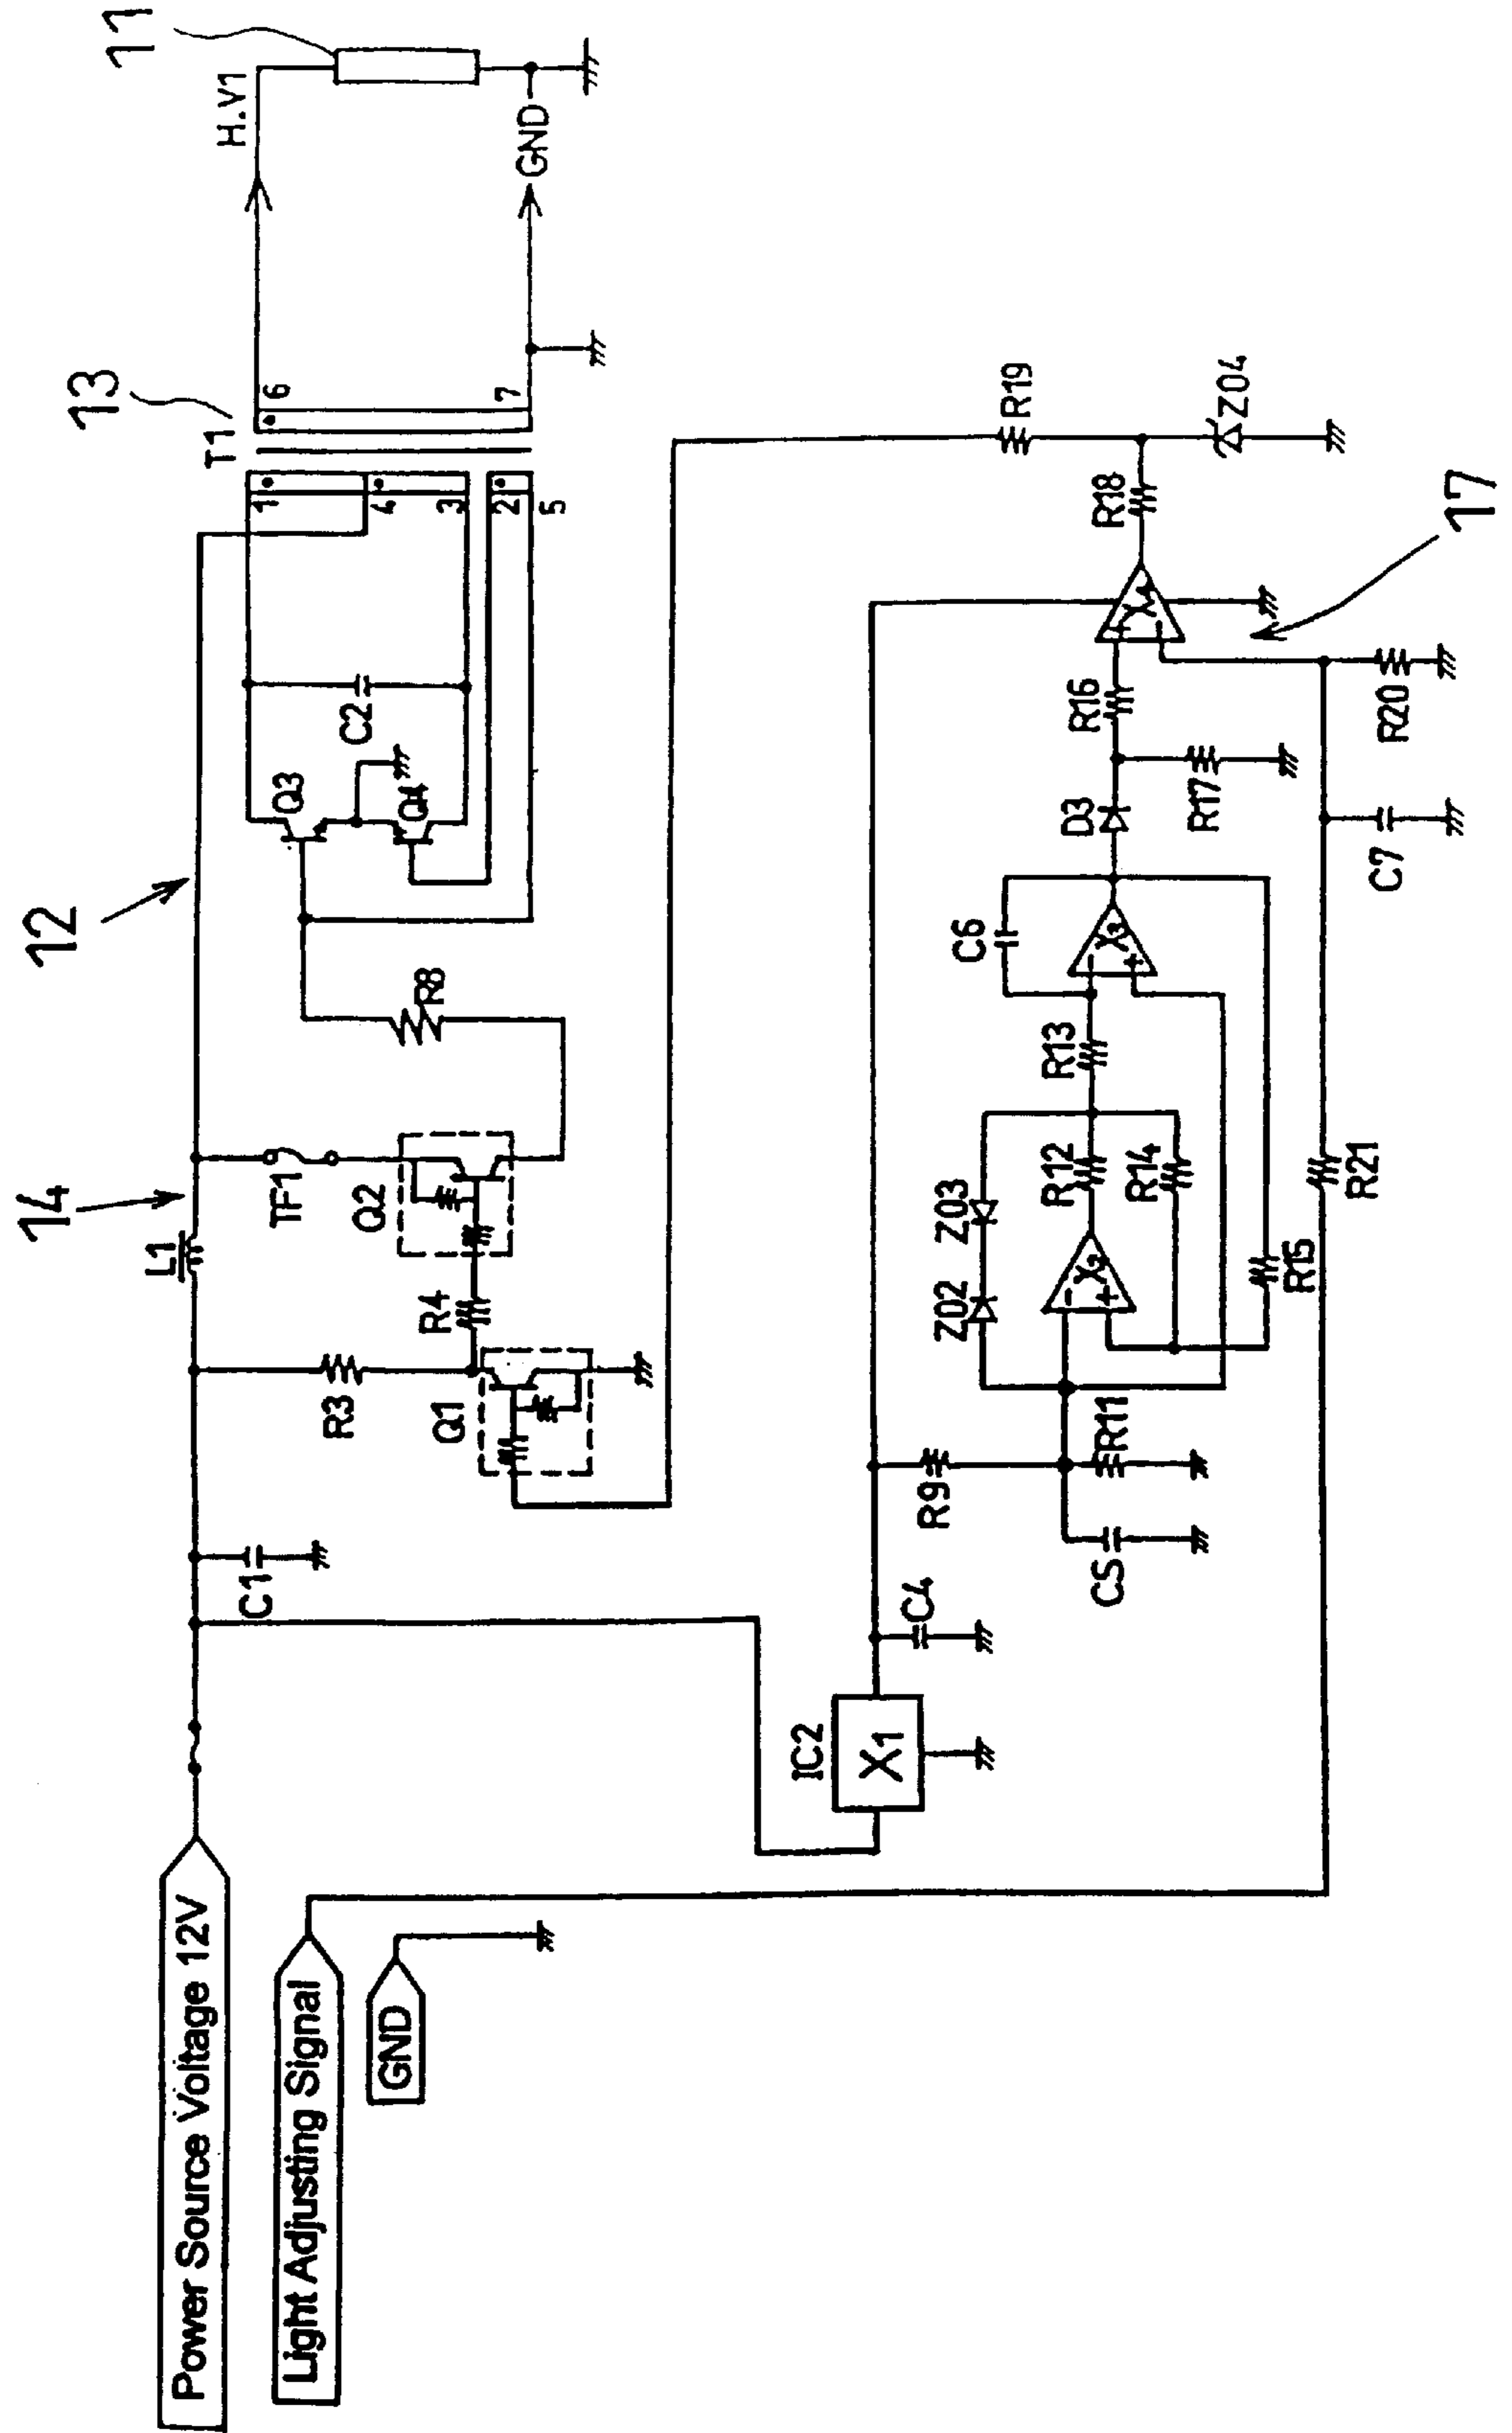 Power Source Voltage 12V
Light Adjusting Signal
GND
14
12
13
11
L1
T1
H.V1
GND
1
4
3
2
5
6
7
C1
R3
TF1
Q1
R4
Q2
R8
Q3
Q4
C2
IC2
X1
C4
C5
R9
R11
Z02
Z03
X2
- +
R12
R14
R15
R13
C6
X3
- +
D3
R16
R17
X4
+ -
R18
R19
Z04
R21
C7
R20
17